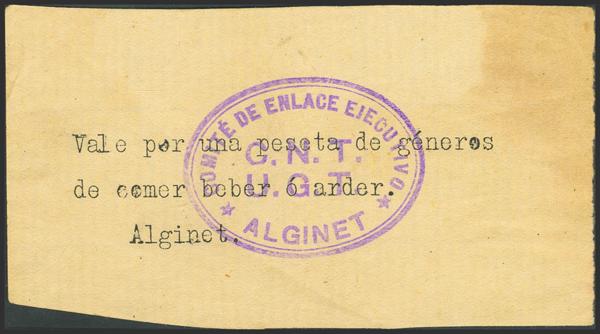 Vale por una peseta de géneros
de comer beber ó arder.
Alginet.
COMITÉ DE ENLACE EJECUTIVO
C.N.T.
U.G.T.
ALGINET